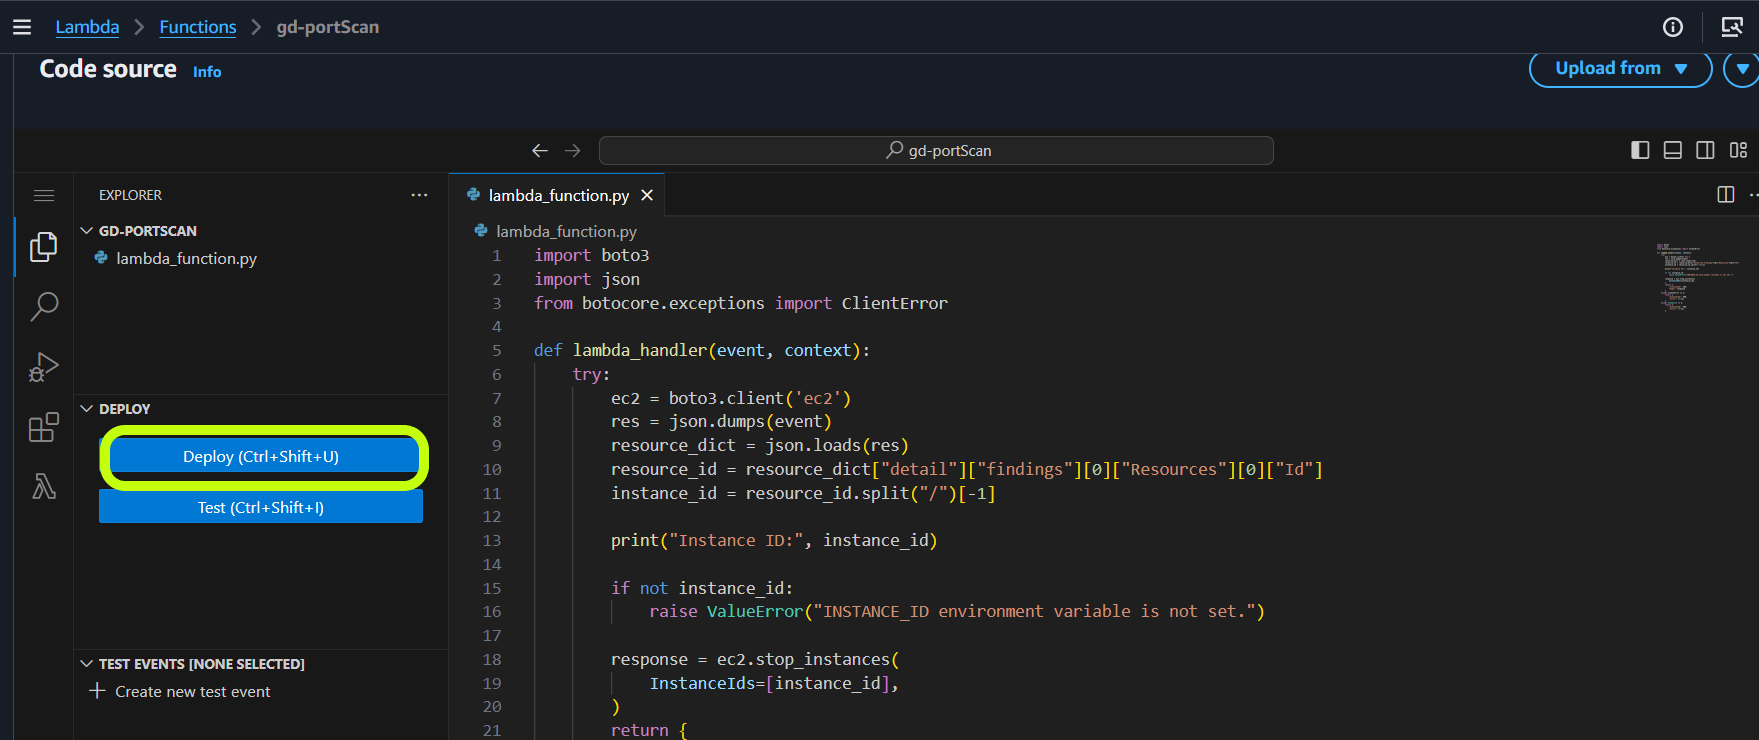 Lambda > Functions > gd-portScan
Code source Info
Upload from
gd-portScan
EXPLORER
GD-PORTSCAN
lambda_function.py
DEPLOY
Deploy (Ctrl+Shift+U)
Test (Ctrl+Shift+I)
TEST EVENTS [NONE SELECTED]
Create new test event
lambda_function.py
lambda_function.py
1 import boto3
2 import json
3 from botocore.exceptions import ClientError
4
5 def lambda_handler(event, context):
6     try:
7         ec2 = boto3.client('ec2')
8         res = json.dumps(event)
9         resource_dict = json.loads(res)
10         resource_id = resource_dict["detail"]["findings"][0]["Resources"][0]["Id"]
11         instance_id = resource_id.split("/")[-1]
12
13         print("Instance ID:", instance_id)
14
15         if not instance_id:
16             raise ValueError("INSTANCE_ID environment variable is not set.")
17
18         response = ec2.stop_instances(
19             InstanceIds=[instance_id],
20         )
21         return {